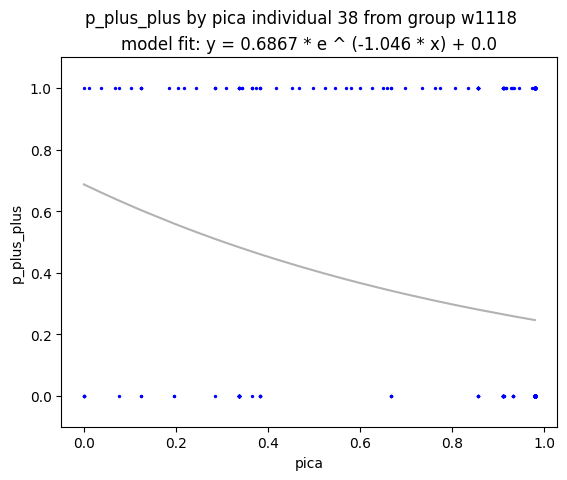 p_plus_plus by pica individual 38 from group w1118
model fit: y = 0.6867 * e ^ (-1.046 * x) + 0.0
1.0
0.8
0.6
0.4
0.2
0.0
p_plus_plus
0.0 0.2 0.4 0.6 0.8 1.0
pica